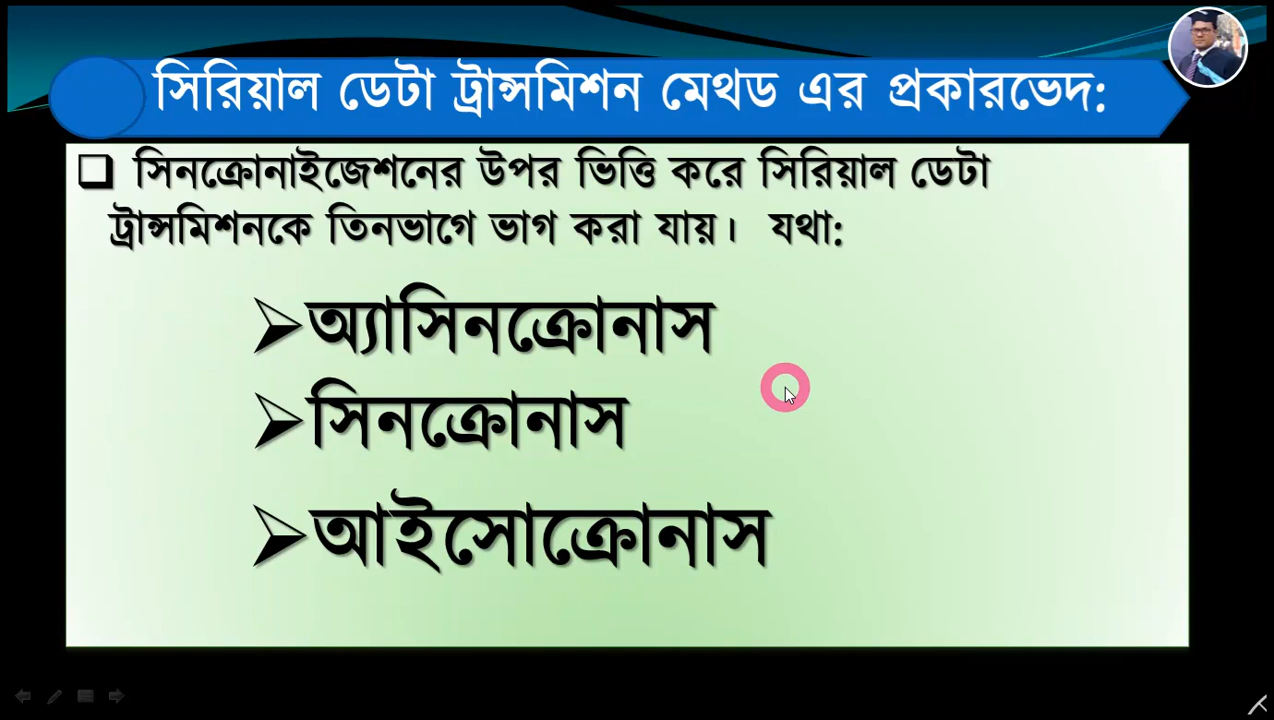 সিরিয়াল ডেটা ট্রান্সমিশন মেথড এর প্রকারভেদ:
সিনক্রোনাইজেশনের উপর ভিত্তি করে সিরিয়াল ডেটা
ট্রান্সমিশনকে তিনভাগে ভাগ করা যায়। যথা:
অ্যাসিনক্রোনাস
সিনক্রোনাস
আইসোক্রোনাস